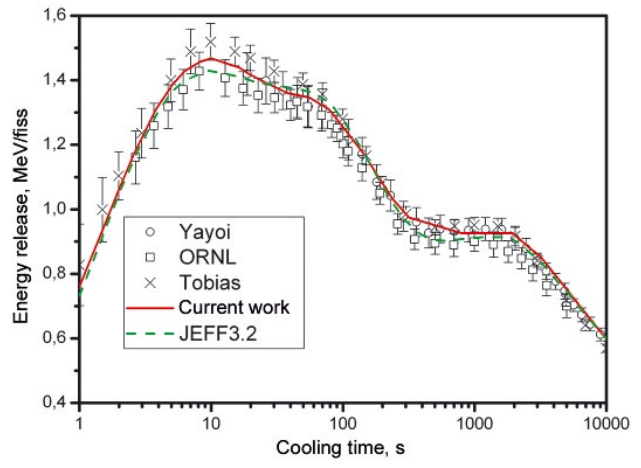 Energy release, MeV/fiss
1,6
1,4
1,2
1,0
0,8
0,6
0,4
Yayoi
ORNL
Tobias
Current work
JEFF3.2
1
10
100
1000
10000
Cooling time, s